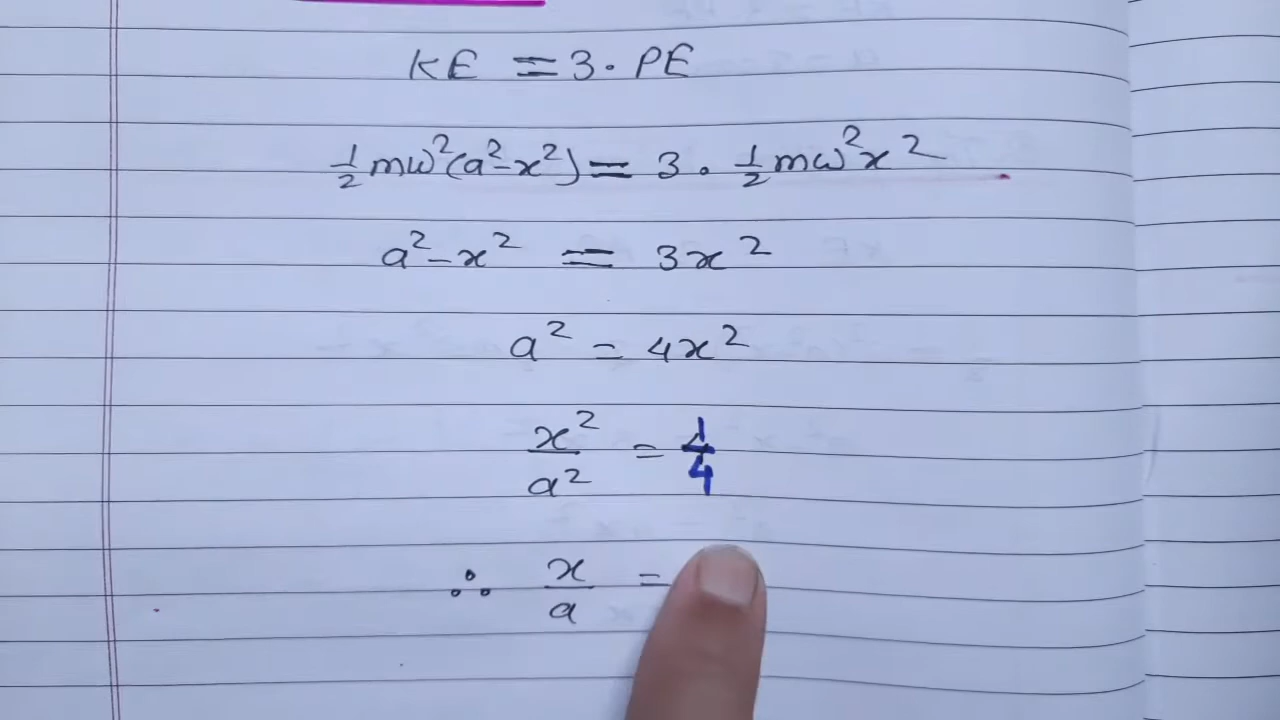 KE = 3 · PE
½ mω²(a²-x²) = 3 · ½ mω²x²
a²-x² = 3x²
a² = 4x²
x²/a² = 1/4
∴ x/a =